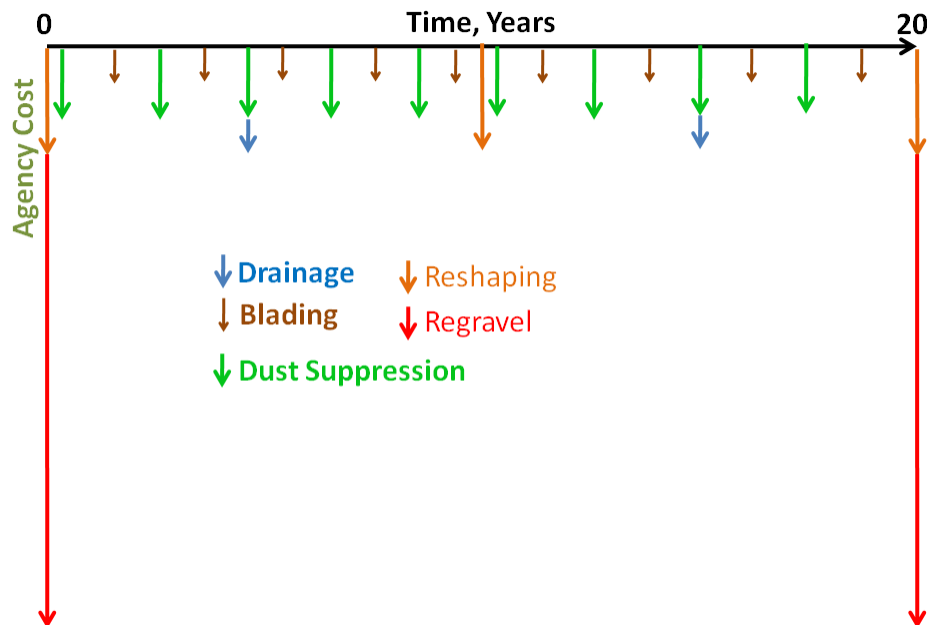 0
Time, Years
20
Agency Cost
Drainage
Reshaping
Blading
Regravel
Dust Suppression